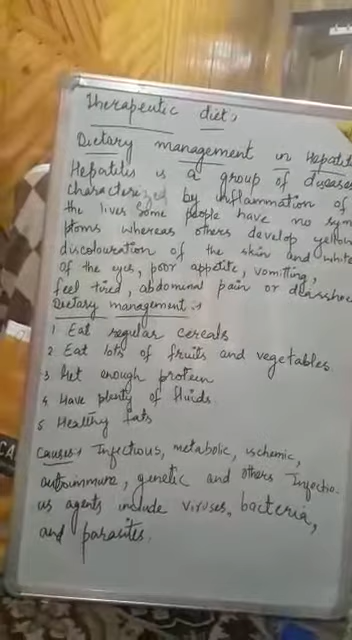 Therapeutic diet:
Dietary management in Hepatit
Hepatitis is a group of diseases
characterized by inflammation of
the liver some people have no sym
ptoms whereas others develop yellow
discolouration of the skin and white
of the eyes, poor appetite, vomitting,
feel tired, abdominal pain or
Dietary management:
1 Eat regular cereals
2 Eat lots of fruits and vegetables.
3 Get enough protein
4 Have plenty of fluids.
5 Healthy fats
Causes: Infectious, metabolic, ischemic,
autoimmune, genetic and others Infectio-
us agents include viruses, bacteria,
and parasites.
CA